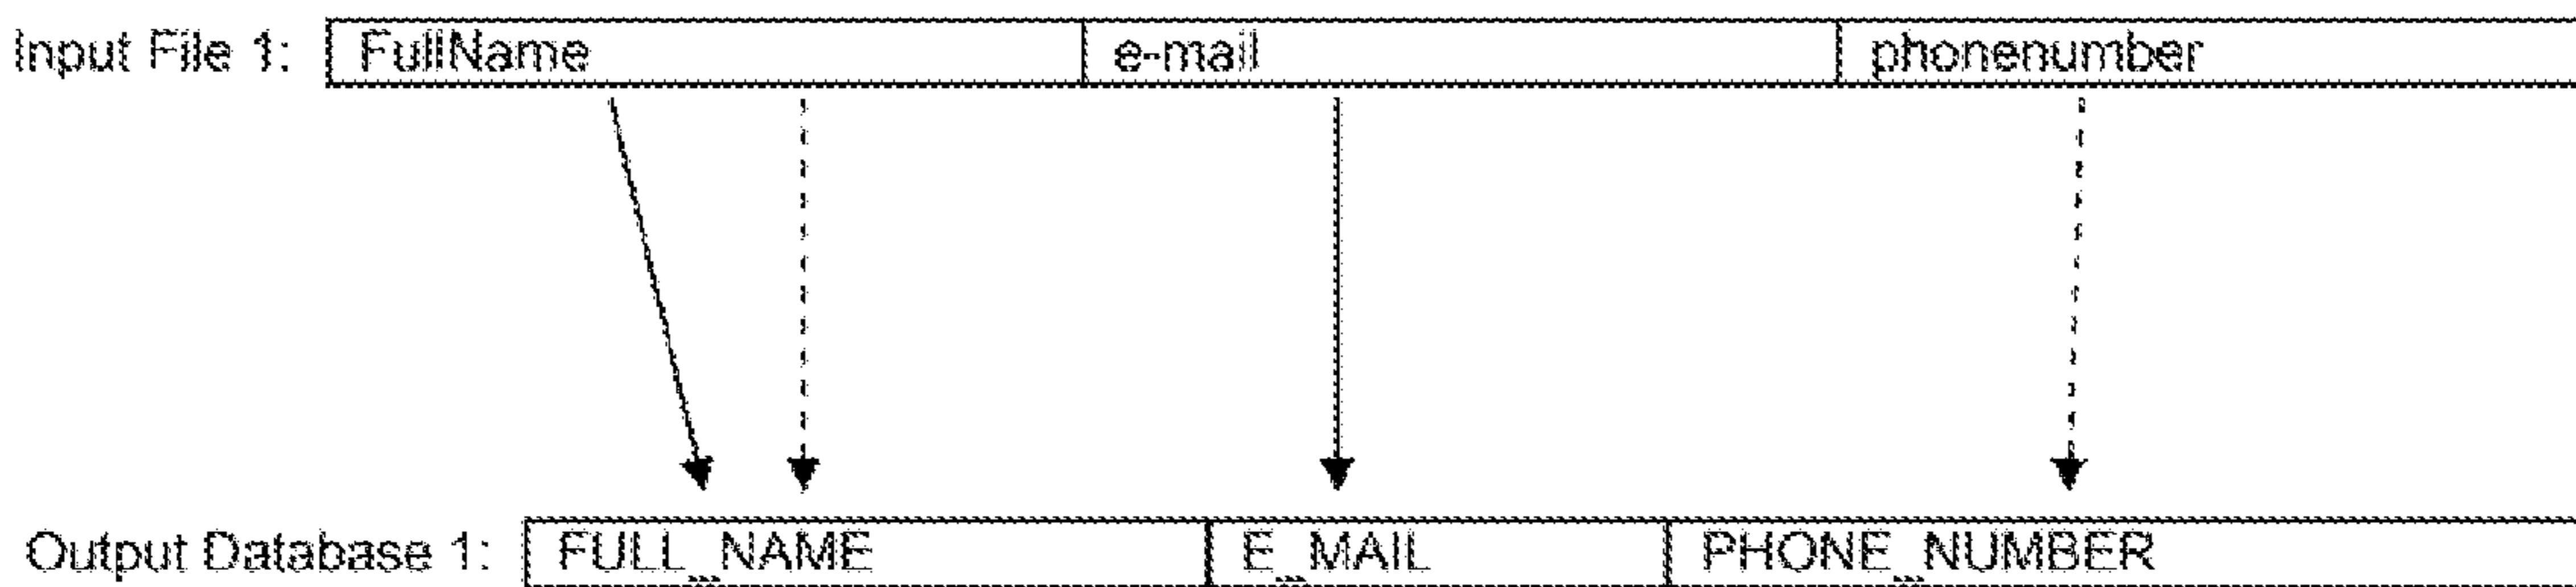 Input File 1: FullName e-mail phonenumber
Output Database 1: FULL_NAME E_MAIL PHONE_NUMBER